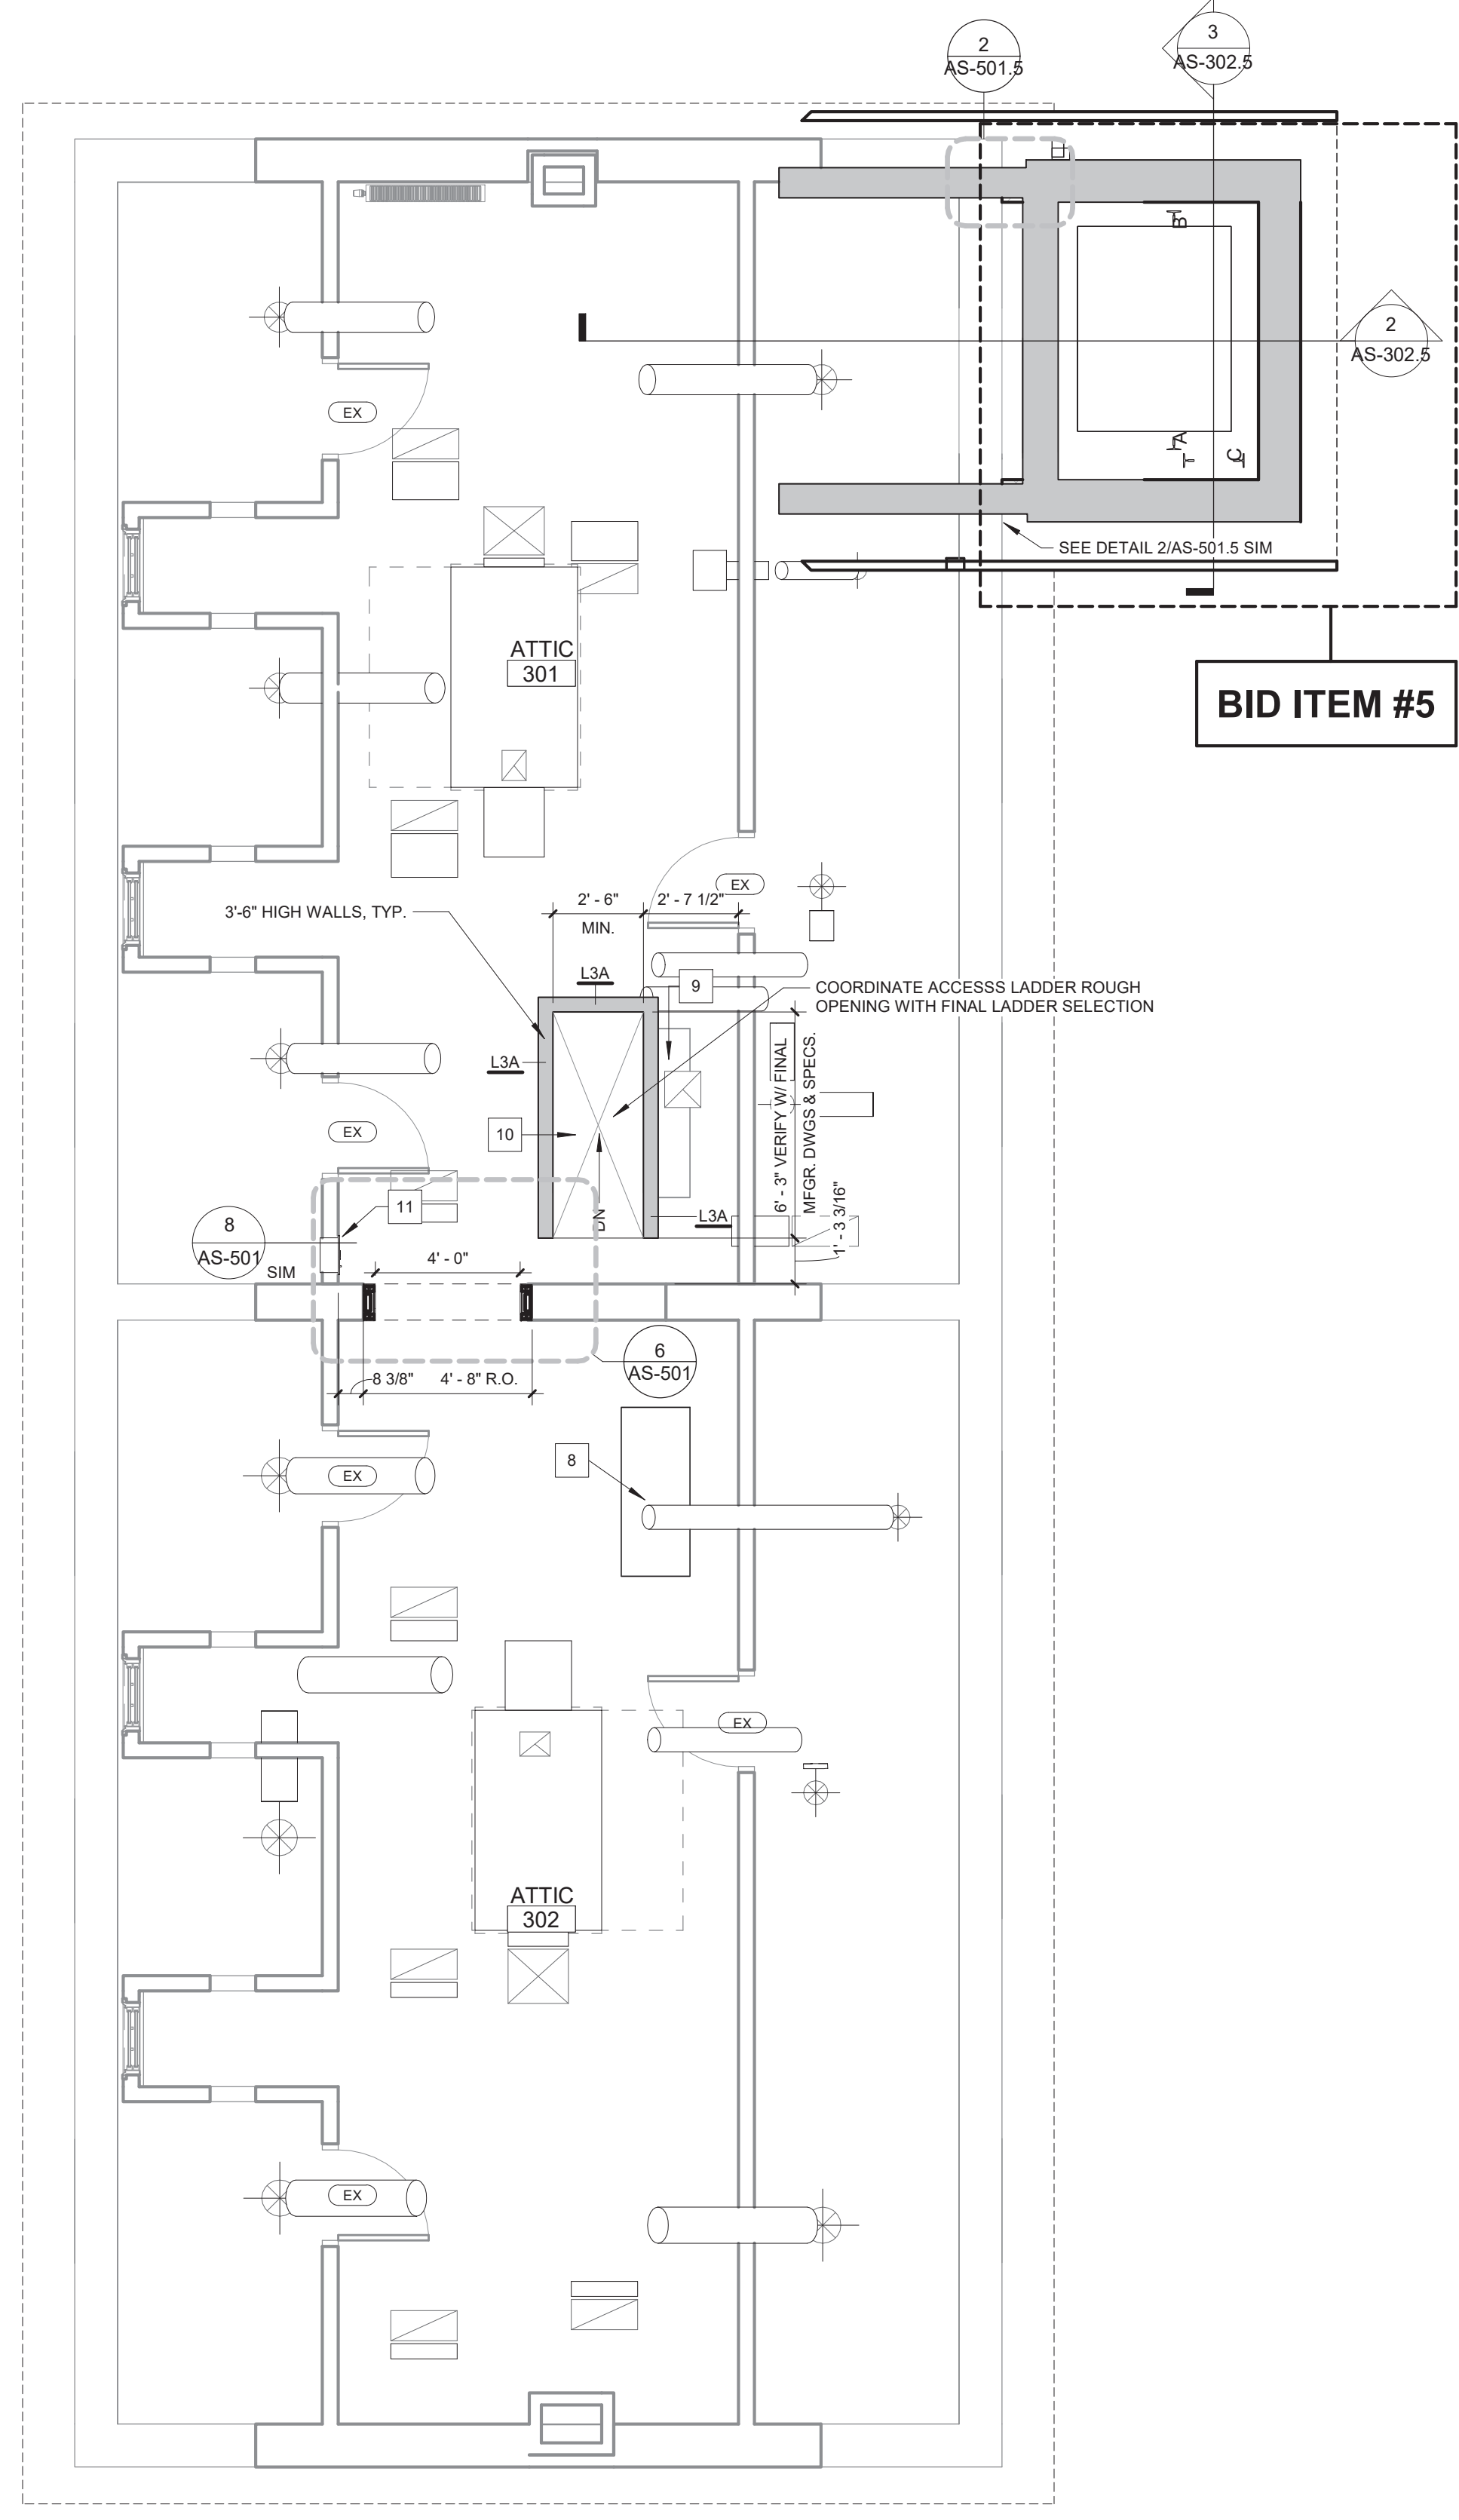 2
AS-501.5
3
AS-302.5
B
2
AS-302.5
EX
A
C
SEE DETAIL 2/AS-501.5 SIM
ATTIC
301
BID ITEM #5
EX
2' - 6"
2' - 7 1/2"
3'-6" HIGH WALLS, TYP.
MIN.
L3A
9
COORDINATE ACCESSS LADDER ROUGH
OPENING WITH FINAL LADDER SELECTION
L3A
6' - 3" VERIFY W/ FINAL
MFGR. DWGS & SPECS.
EX
10
11
DN
L3A
1' - 3 3/16"
8
AS-501
SIM
4' - 0"
6
AS-501
8 3/8"
4' - 8" R.O.
8
EX
EX
ATTIC
302
EX